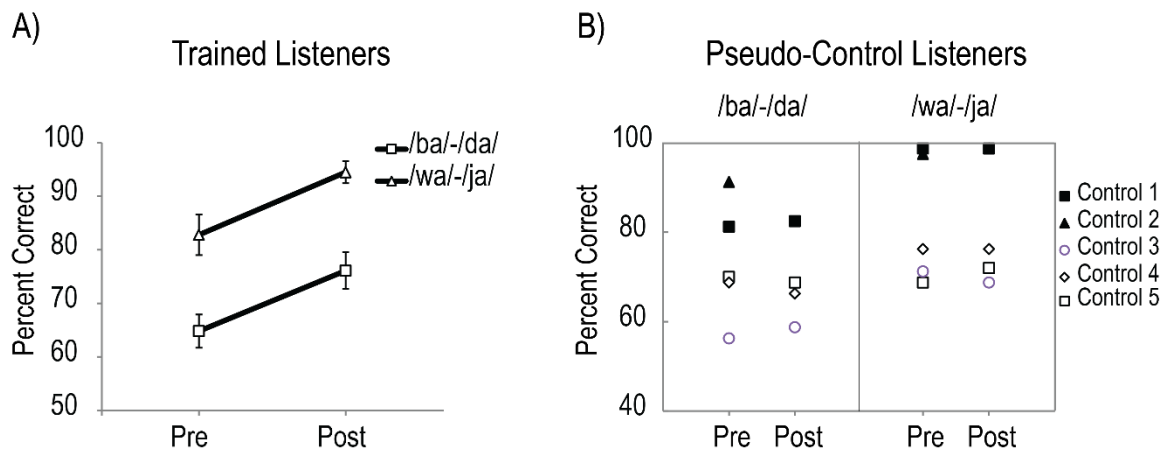 A)
Trained Listeners
100
90
80
70
60
50
Percent Correct
/ba/-/da/
/wa/-/ja/
Pre Post
B)
Pseudo-Control Listeners
/ba/-/da/ /wa/-/ja/
100
80
60
40
Percent Correct
Control 1
Control 2
Control 3
Control 4
Control 5
Pre Post Pre Post